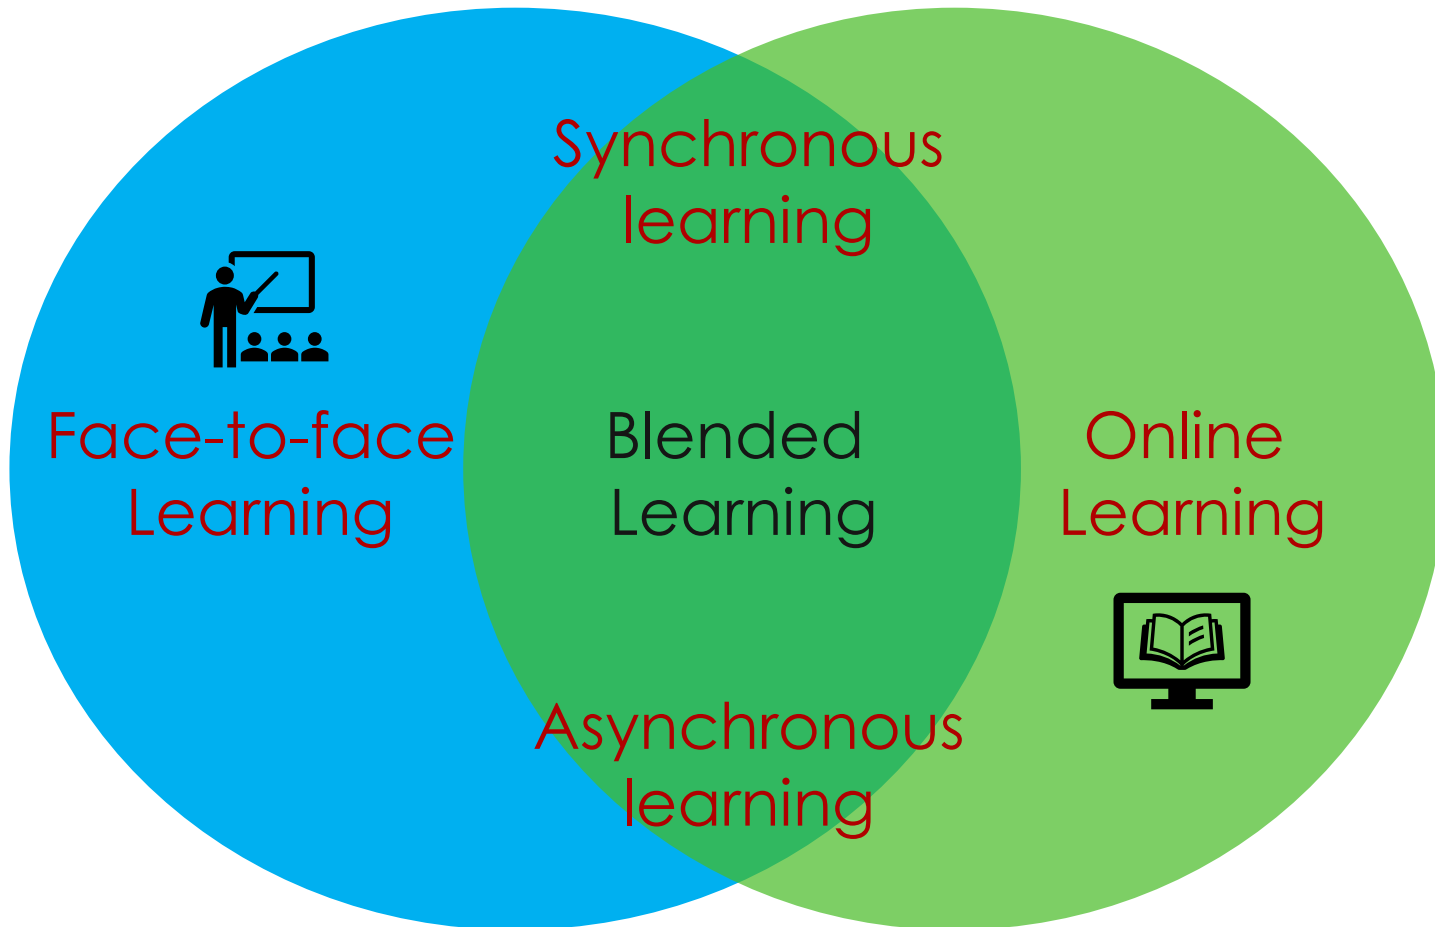 Synchronous
learning
Face-to-face
Learning
Blended
Learning
Online
Learning
Asynchronous
learning